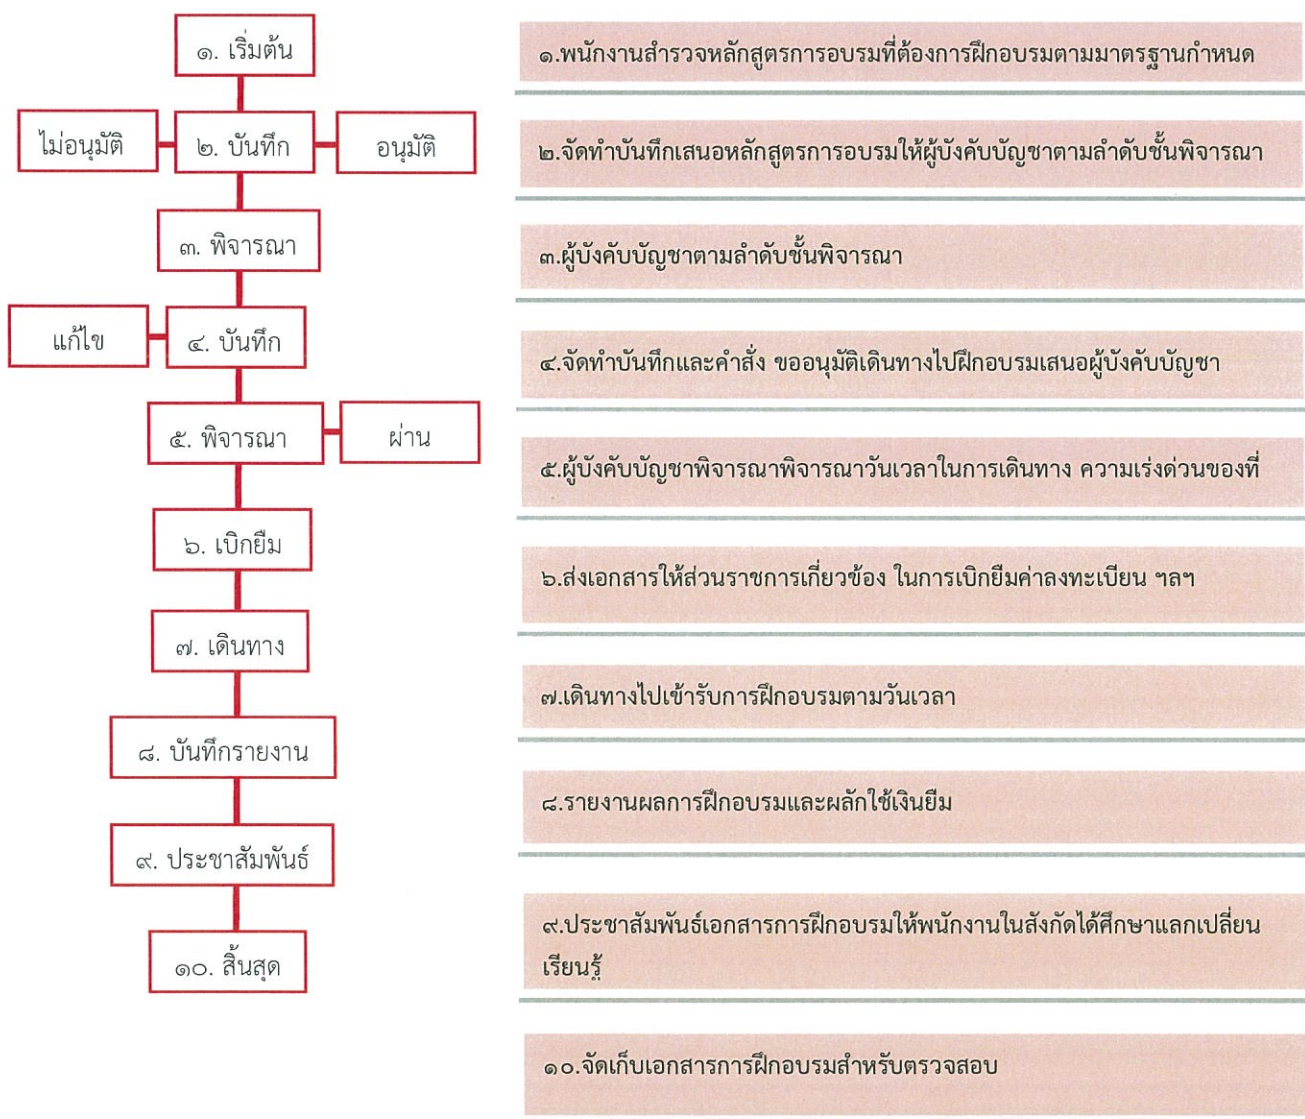 ๑. เริ่มต้น
ไม่อนุมัติ
๒. บันทึก
อนุมัติ
๓. พิจารณา
แก้ไข
๔. บันทึก
๕. พิจารณา
ผ่าน
๖. เบิกยืม
๗. เดินทาง
๘. บันทึกรายงาน
๙. ประชาสัมพันธ์
๑๐. สิ้นสุด
๑.พนักงานสำรวจหลักสูตรการอบรมที่ต้องการฝึกอบรมตามมาตรฐานกำหนด
๒.จัดทำบันทึกเสนอหลักสูตรการอบรมให้ผู้บังคับบัญชาตามลำดับชั้นพิจารณา
๓.ผู้บังคับบัญชาตามลำดับชั้นพิจารณา
๔.จัดทำบันทึกและคำสั่ง ขออนุมัติเดินทางไปฝึกอบรมเสนอผู้บังคับบัญชา
๕.ผู้บังคับบัญชาพิจารณาพิจารณาวันเวลาในการเดินทาง ความเร่งด่วนของที่
๖.ส่งเอกสารให้ส่วนราชการเกี่ยวข้อง ในการเบิกยืมค่าลงทะเบียน ฯลฯ
๗.เดินทางไปเข้ารับการฝึกอบรมตามวันเวลา
๘.รายงานผลการฝึกอบรมและผลักใช้เงินยืม
๙.ประชาสัมพันธ์เอกสารการฝึกอบรมให้พนักงานในสังกัดได้ศึกษาแลกเปลี่ยน
เรียนรู้
๑๐.จัดเก็บเอกสารการฝึกอบรมสำหรับตรวจสอบ